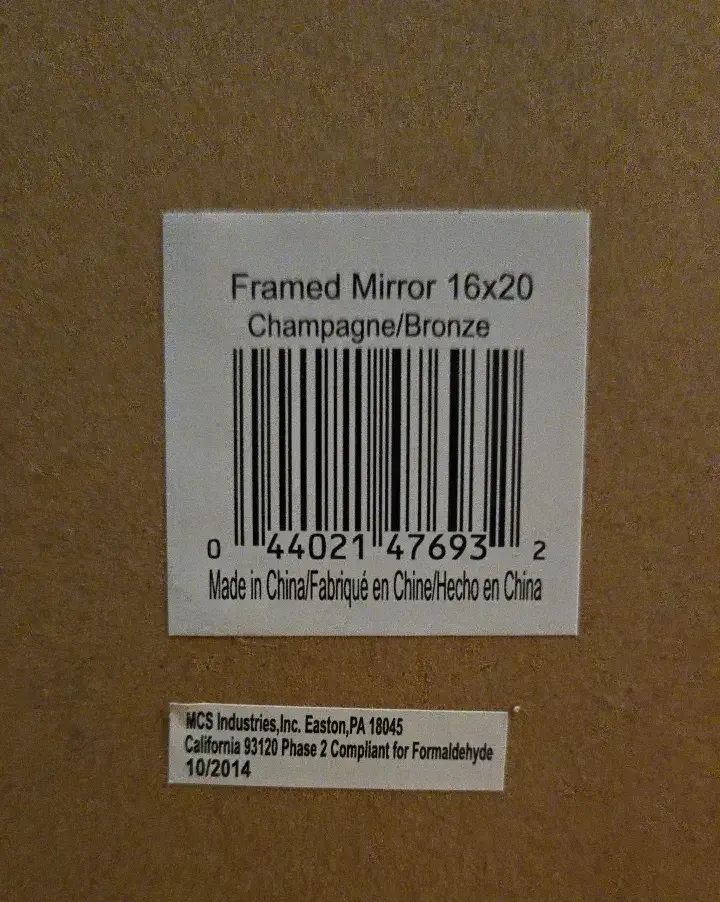 Framed Mirror 16x20
Champagne/Bronze
0 44021 47693 2
Made in China/Fabriqué en Chine/Hecho en China
MCS Industries,Inc. Easton,PA 18045
California 93120 Phase 2 Compliant for Formaldehyde
10/2014